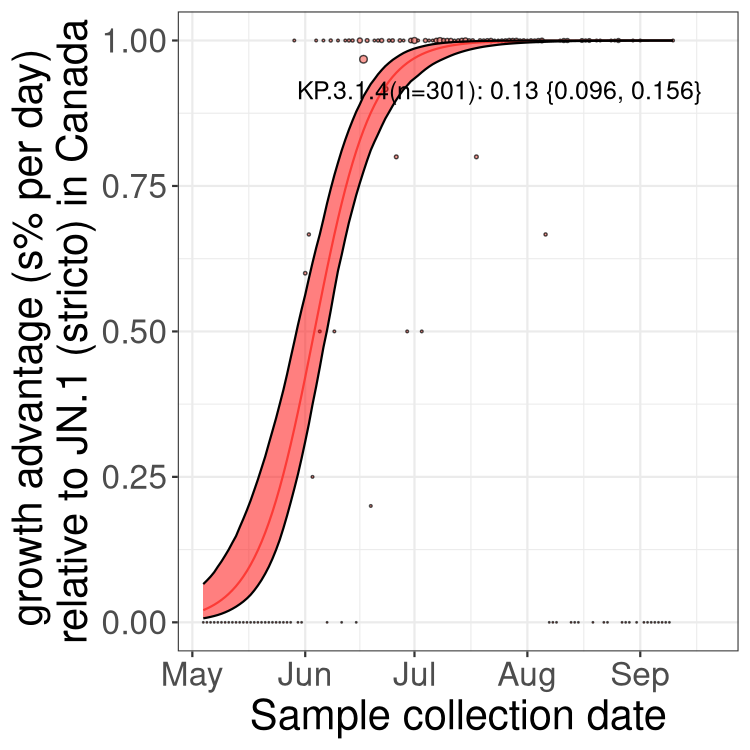 growth advantage (s% per day)
relative to JN.1 (stricto) in Canada
1.00
0.75
0.50
0.25
0.00
KP.3.1.4(n=301): 0.13 {0.096, 0.156}
May Jun Jul Aug Sep
Sample collection date